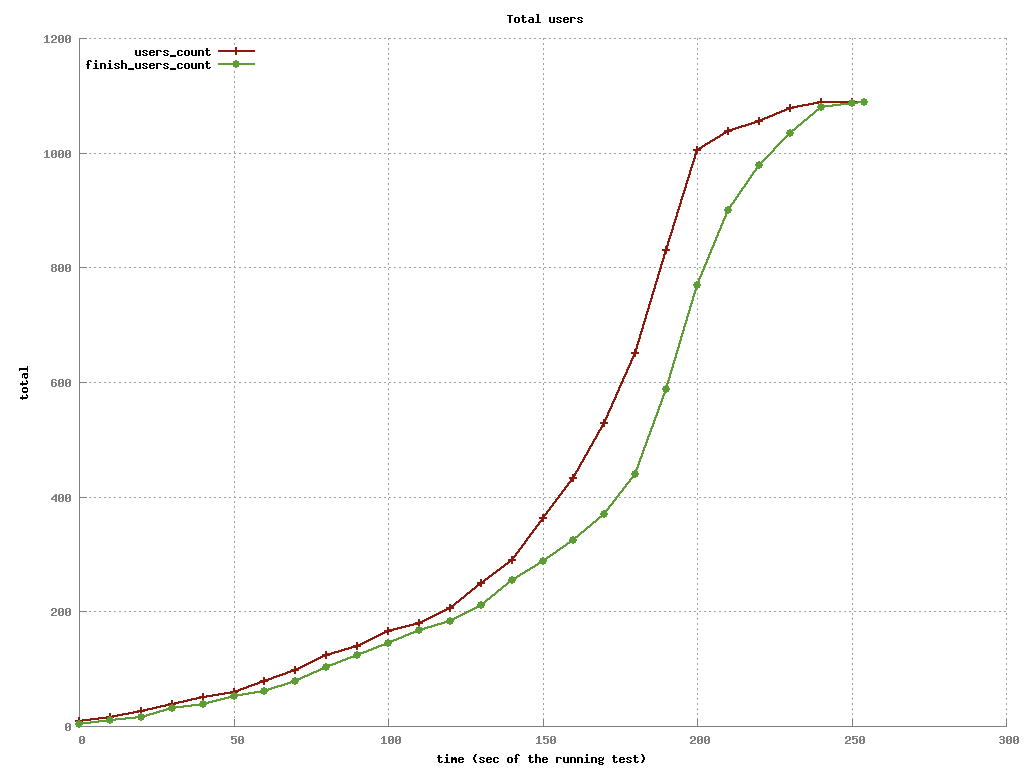 Total users
users_count
finish_users_count
1200
1000
800
600
400
200
0
total
0 50 100 150 200 250 300
time (sec of the running test)